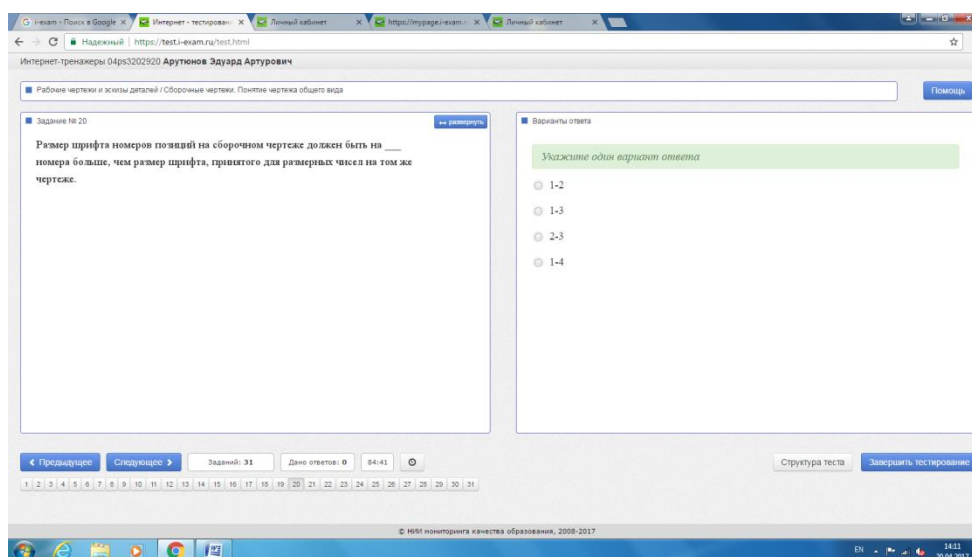 i-exam - Поиск в Google
Интернет - тестирован
Личный кабинет
https://mypage.i-exam.r
Личный кабинет
Надежный | https://test.i-exam.ru/test.html
Интернет-тренажеры 04ps3202920 Арутюнов Эдуард Артурович
Рабочие чертежи и эскизы деталей / Сборочные чертежи. Понятие чертежа общего вида
Помощь
Задание № 20
развернуть
Размер шрифта номеров позиций на сборочном чертеже должен быть на ___
номера больше, чем размер шрифта, принятого для размерных чисел на том же
чертеже.
Варианты ответа
Укажите один вариант ответа
1-2
1-3
2-3
1-4
Предыдущее
Следующее
Заданий: 31
Дано ответов: 0
84:41
Структура теста
Завершить тестирование
1 2 3 4 5 6 7 8 9 10 11 12 13 14 15 16 17 18 19 20 21 22 23 24 25 26 27 28 29 30 31
© НИИ мониторинга качества образования, 2008-2017
EN
14:11
20.04.2017